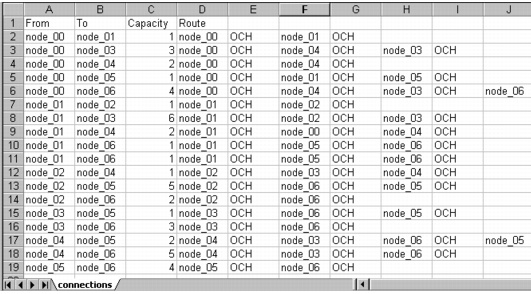 A B C D E F G H I J
1 From To Capacity Route
2 node_00 node_01 1 node_00 OCH node_01 OCH
3 node_00 node_03 3 node_00 OCH node_04 OCH node_03 OCH
4 node_00 node_04 2 node_00 OCH node_04 OCH
5 node_00 node_05 1 node_00 OCH node_01 OCH node_05 OCH
6 node_00 node_06 4 node_00 OCH node_04 OCH node_03 OCH node_06
7 node_01 node_02 1 node_01 OCH node_02 OCH
8 node_01 node_03 6 node_01 OCH node_02 OCH node_03 OCH
9 node_01 node_04 2 node_01 OCH node_00 OCH node_04 OCH
10 node_01 node_06 1 node_01 OCH node_05 OCH node_06 OCH
11 node_01 node_06 1 node_01 OCH node_05 OCH node_06 OCH
12 node_02 node_04 1 node_02 OCH node_03 OCH node_04 OCH
13 node_02 node_05 5 node_02 OCH node_06 OCH node_05 OCH
14 node_02 node_06 2 node_02 OCH node_06 OCH
15 node_03 node_05 1 node_03 OCH node_06 OCH node_05 OCH
16 node_03 node_06 3 node_03 OCH node_06 OCH
17 node_04 node_05 2 node_04 OCH node_03 OCH node_06 OCH node_05
18 node_04 node_06 5 node_04 OCH node_03 OCH node_06 OCH
19 node_05 node_06 4 node_05 OCH node_06 OCH
connections